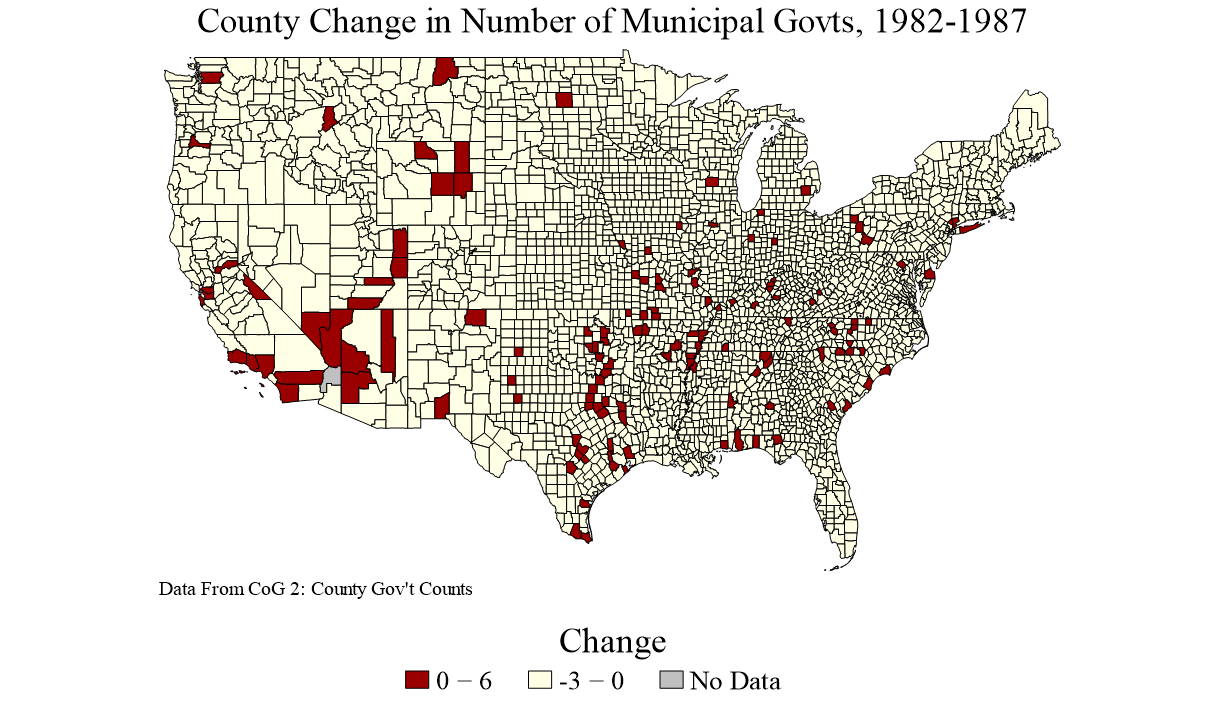 County Change in Number of Municipal Govts, 1982-1987
Data From CoG 2: County Gov't Counts
Change
0 − 6
-3 − 0
No Data